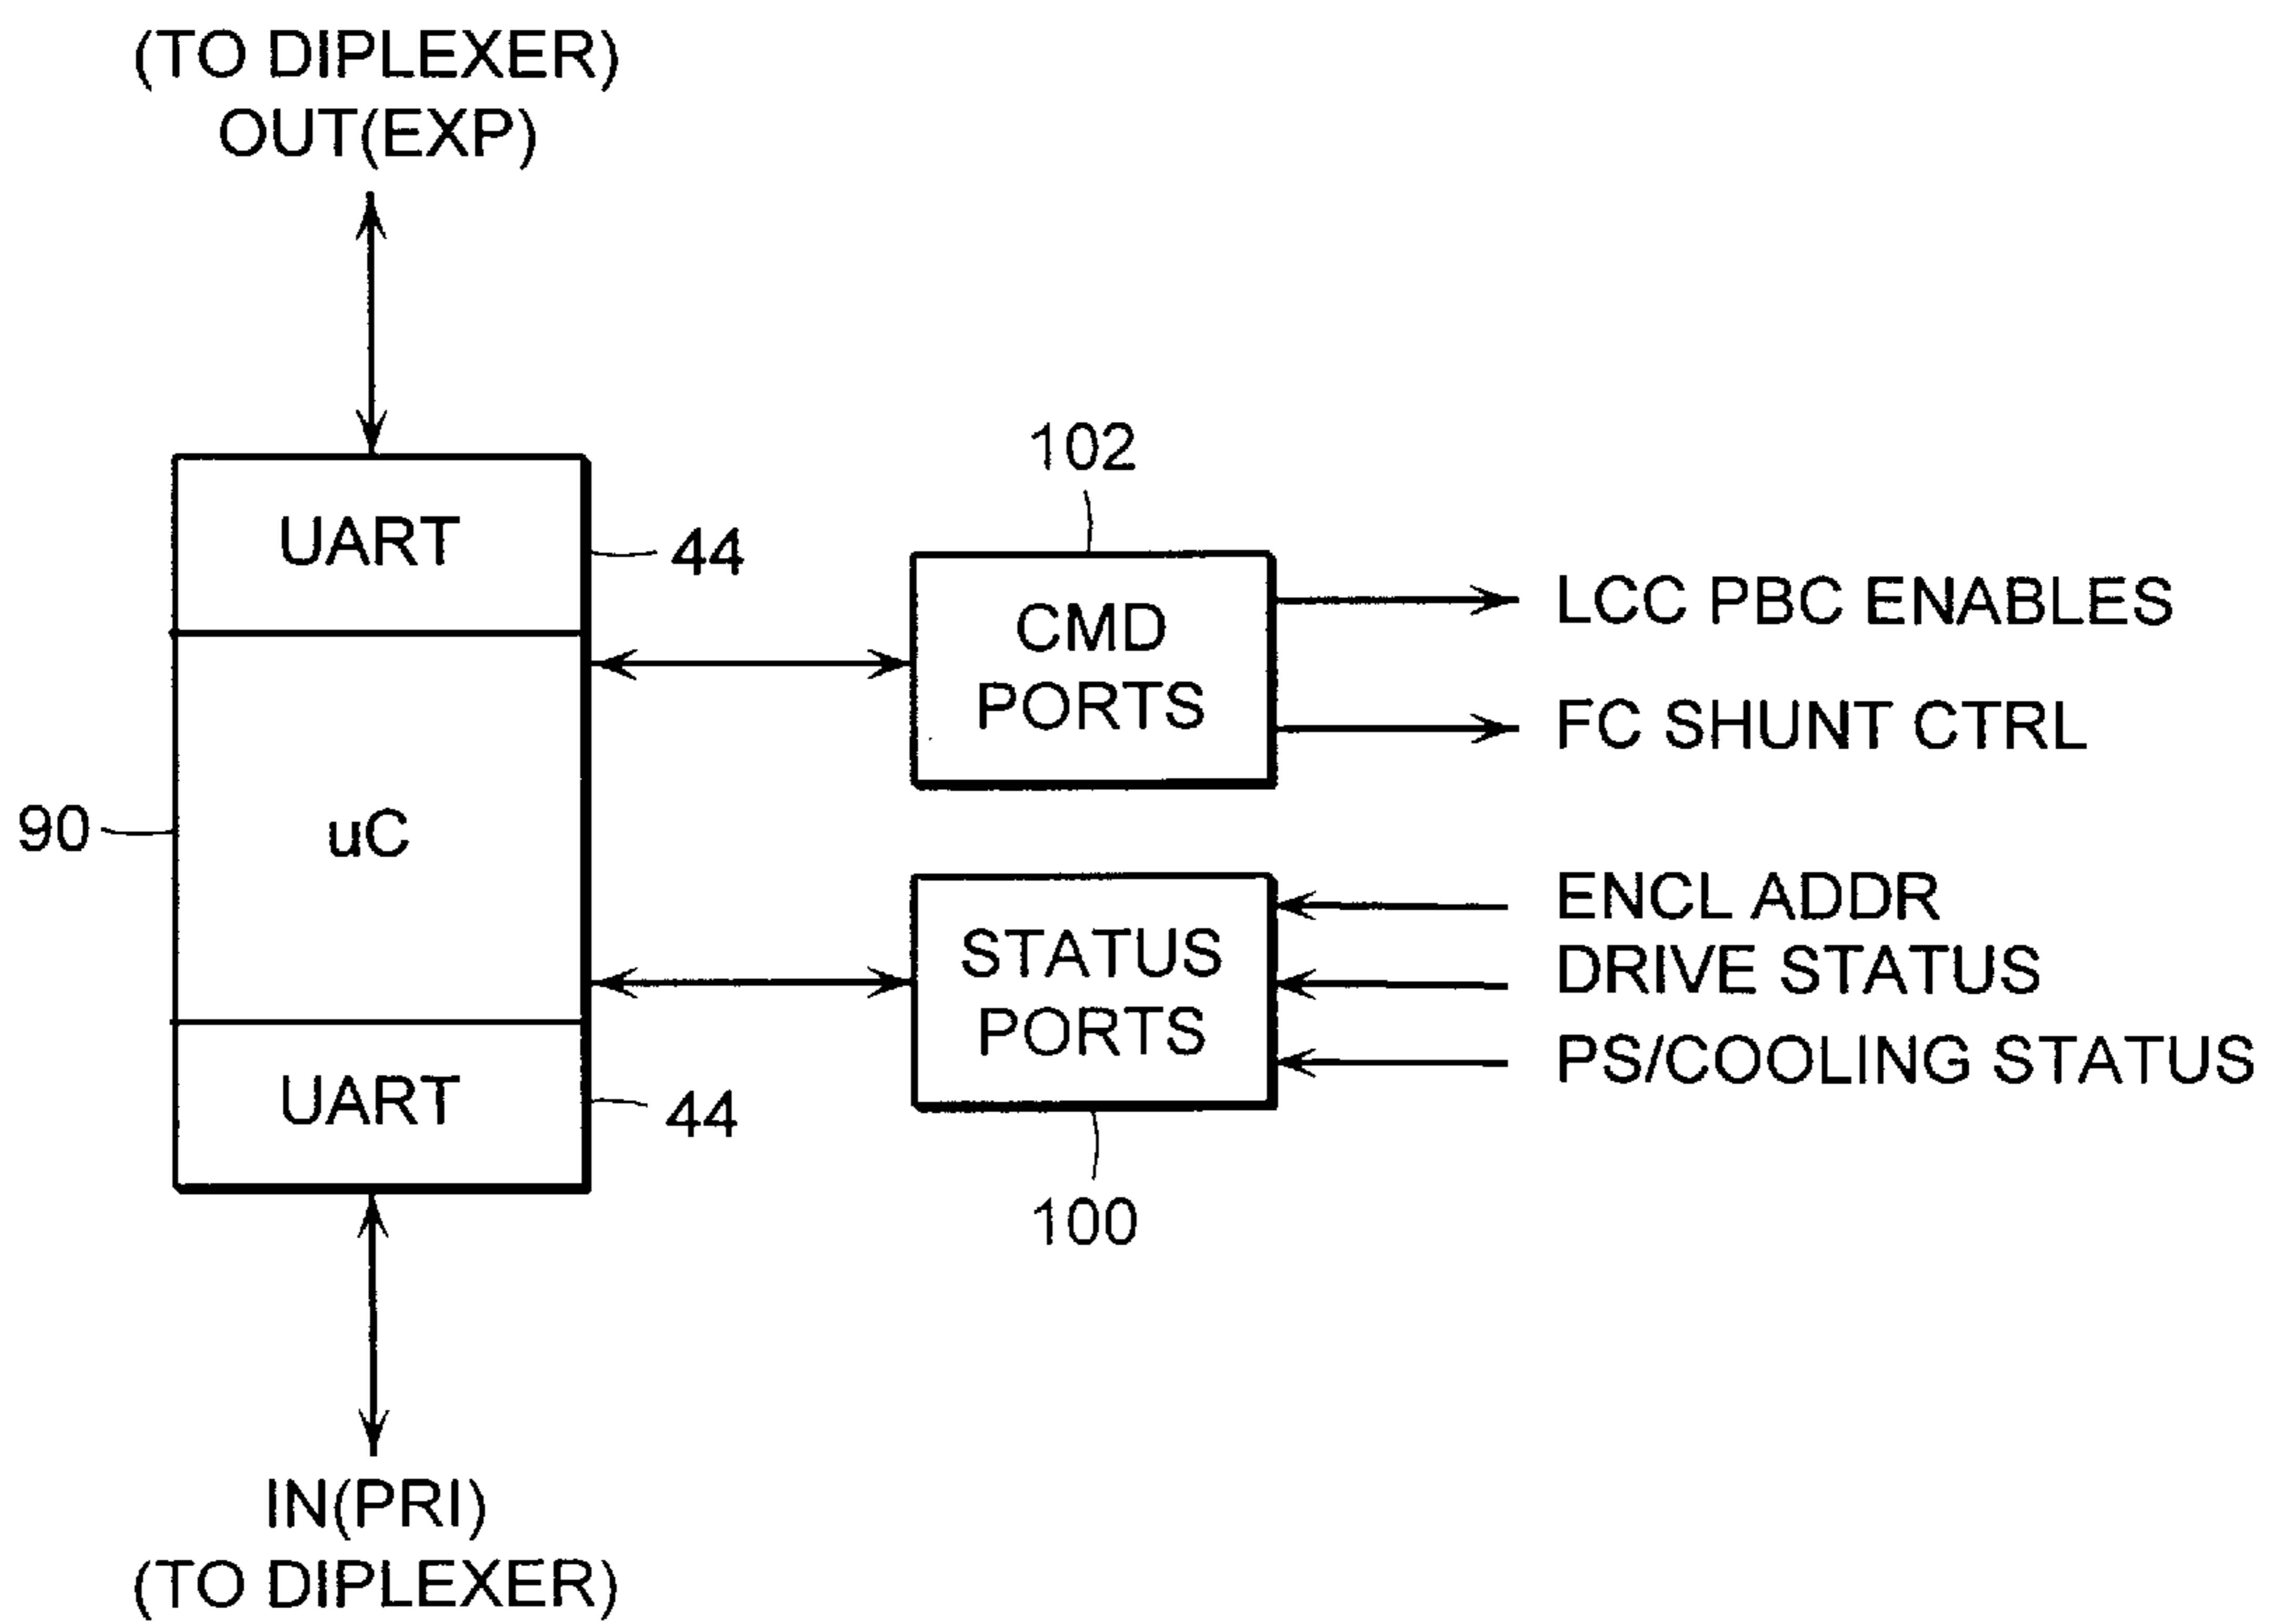 (TO DIPLEXER)
OUT(EXP)
UART
44
102
CMD
PORTS
LCC PBC ENABLES
FC SHUNT CTRL
90
uC
STATUS
PORTS
ENCL ADDR
DRIVE STATUS
PS/COOLING STATUS
UART
44
100
IN(PRI)
(TO DIPLEXER)